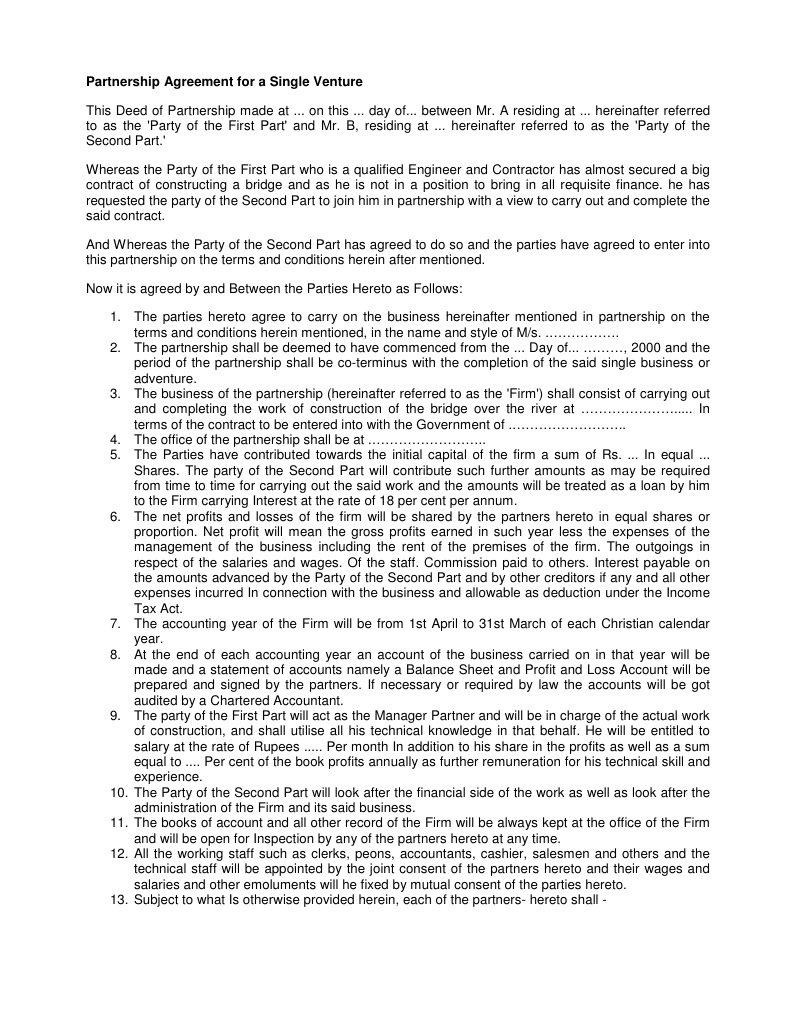 Partnership Agreement for a Single Venture
This Deed of Partnership made at ... on this ... day of... between Mr. A residing at ... hereinafter referred
to as the 'Party of the First Part' and Mr. B, residing at ... hereinafter referred to as the 'Party of the
Second Part.'
Whereas the Party of the First Part who is a qualified Engineer and Contractor has almost secured a big
contract of constructing a bridge and as he is not in a position to bring in all requisite finance. he has
requested the party of the Second Part to join him in partnership with a view to carry out and complete the
said contract.
And Whereas the Party of the Second Part has agreed to do so and the parties have agreed to enter into
this partnership on the terms and conditions herein after mentioned.
Now it is agreed by and Between the Parties Hereto as Follows:
1. The parties hereto agree to carry on the business hereinafter mentioned in partnership on the
terms and conditions herein mentioned, in the name and style of M/s. ……………..
2. The partnership shall be deemed to have commenced from the ... Day of... ………, 2000 and the
period of the partnership shall be co-terminus with the completion of the said single business or
adventure.
3. The business of the partnership (hereinafter referred to as the 'Firm') shall consist of carrying out
and completing the work of construction of the bridge over the river at …………………..... In
terms of the contract to be entered into with the Government of ……………………..
4. The office of the partnership shall be at ……………………..
5. The Parties have contributed towards the initial capital of the firm a sum of Rs. ... In equal ...
Shares. The party of the Second Part will contribute such further amounts as may be required
from time to time for carrying out the said work and the amounts will be treated as a loan by him
to the Firm carrying Interest at the rate of 18 per cent per annum.
6. The net profits and losses of the firm will be shared by the partners hereto in equal shares or
proportion. Net profit will mean the gross profits earned in such year less the expenses of the
management of the business including the rent of the premises of the firm. The outgoings in
respect of the salaries and wages. Of the staff. Commission paid to others. Interest payable on
the amounts advanced by the Party of the Second Part and by other creditors if any and all other
expenses incurred In connection with the business and allowable as deduction under the Income
Tax Act.
7. The accounting year of the Firm will be from 1st April to 31st March of each Christian calendar
year.
8. At the end of each accounting year an account of the business carried on in that year will be
made and a statement of accounts namely a Balance Sheet and Profit and Loss Account will be
prepared and signed by the partners. If necessary or required by law the accounts will be got
audited by a Chartered Accountant.
9. The party of the First Part will act as the Manager Partner and will be in charge of the actual work
of construction, and shall utilise all his technical knowledge in that behalf. He will be entitled to
salary at the rate of Rupees ..... Per month In addition to his share in the profits as well as a sum
equal to .... Per cent of the book profits annually as further remuneration for his technical skill and
experience.
10. The Party of the Second Part will look after the financial side of the work as well as look after the
administration of the Firm and its said business.
11. The books of account and all other record of the Firm will be always kept at the office of the Firm
and will be open for Inspection by any of the partners hereto at any time.
12. All the working staff such as clerks, peons, accountants, cashier, salesmen and others and the
technical staff will be appointed by the joint consent of the partners hereto and their wages and
salaries and other emoluments will he fixed by mutual consent of the parties hereto.
13. Subject to what Is otherwise provided herein, each of the partners- hereto shall -